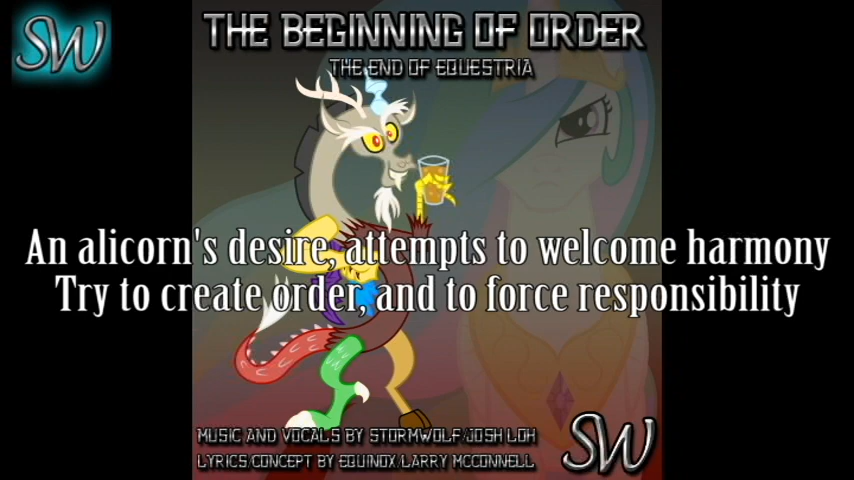 SW
THE BEGINNING OF ORDER
THE END OF EQUESTRIA
An alicorn's desire, attempts to welcome harmony
Try to create order, and to force responsibility
MUSIC AND VOCALS BY STORMWOLF/JOSH LOH
LYRICS/CONCEPT BY EQUINOX/LARRY MCCONNELL
SW